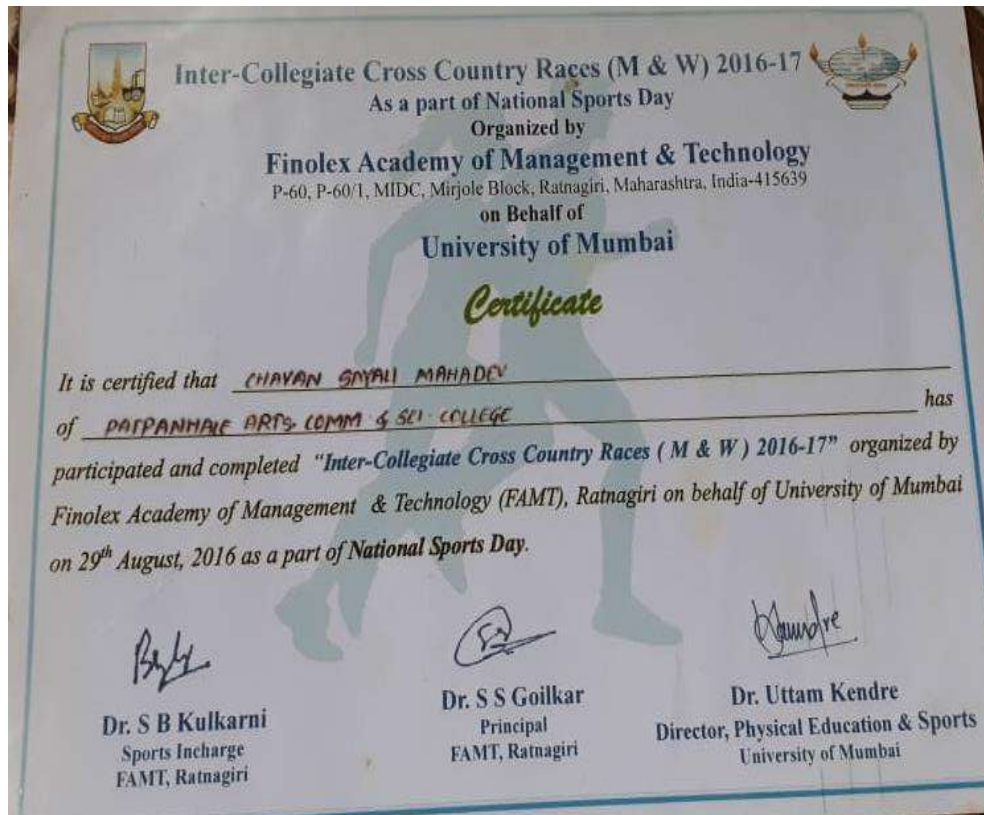 Inter-Collegiate Cross Country Races (M & W) 2016-17
As a part of National Sports Day
Organized by
Finolex Academy of Management & Technology
P-60, P-60/1, MIDC, Mirjole Block, Ratnagiri, Maharashtra, India-415639
on Behalf of
University of Mumbai
Certificate
It is certified that CHAVAN SAYALI MAHADEV
of PATPANHALE ARTS, COMM & SCI COLLEGE has
participated and completed "Inter-Collegiate Cross Country Races ( M & W ) 2016-17" organized by
Finolex Academy of Management & Technology (FAMT), Ratnagiri on behalf of University of Mumbai
on 29th August, 2016 as a part of National Sports Day.
Dr. S B Kulkarni
Sports Incharge
FAMT, Ratnagiri
Dr. S S Goilkar
Principal
FAMT, Ratnagiri
Dr. Uttam Kendre
Director, Physical Education & Sports
University of Mumbai